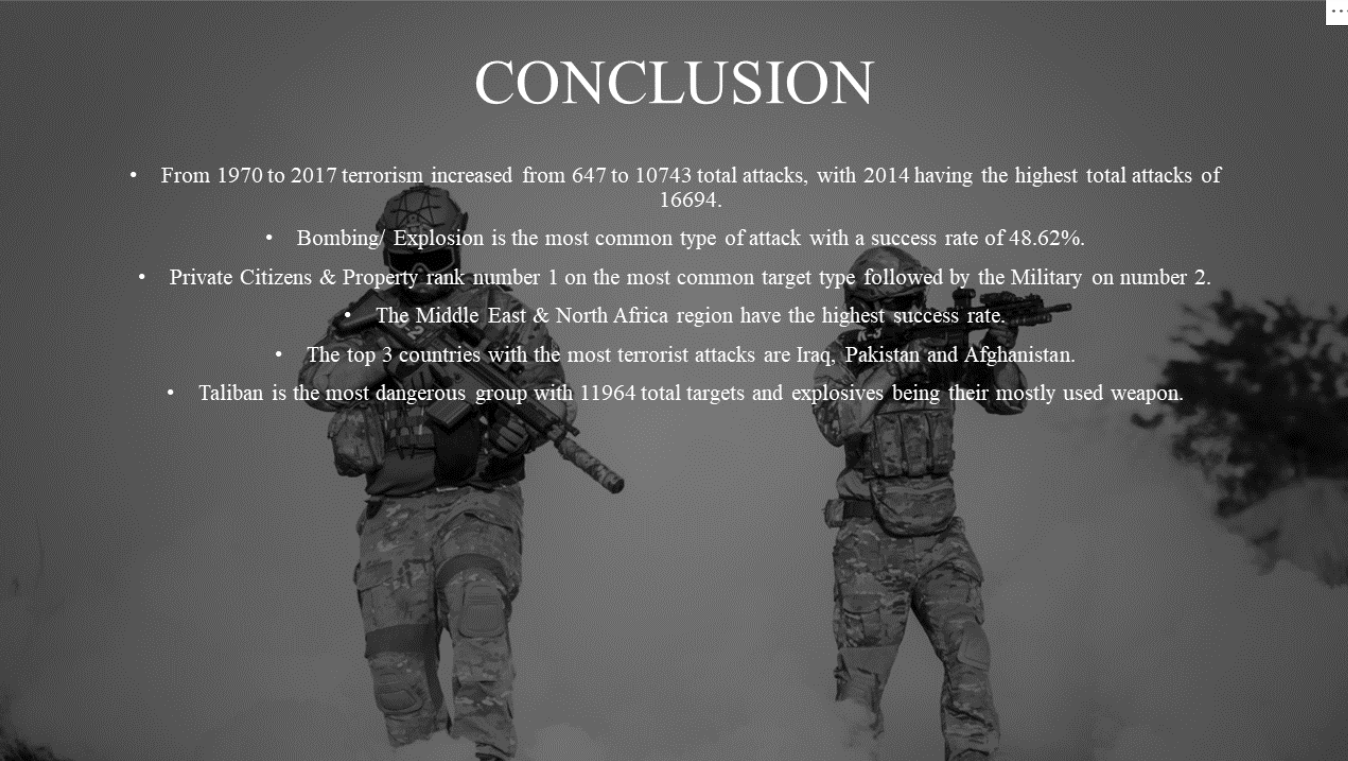 CONCLUSION
• From 1970 to 2017 terrorism increased from 647 to 10743 total attacks, with 2014 having the highest total attacks of
16694.
• Bombing/ Explosion is the most common type of attack with a success rate of 48.62%.
• Private Citizens & Property rank number 1 on the most common target type followed by the Military on number 2.
• The Middle East & North Africa region have the highest success rate.
• The top 3 countries with the most terrorist attacks are Iraq, Pakistan and Afghanistan.
• Taliban is the most dangerous group with 11964 total targets and explosives being their mostly used weapon.